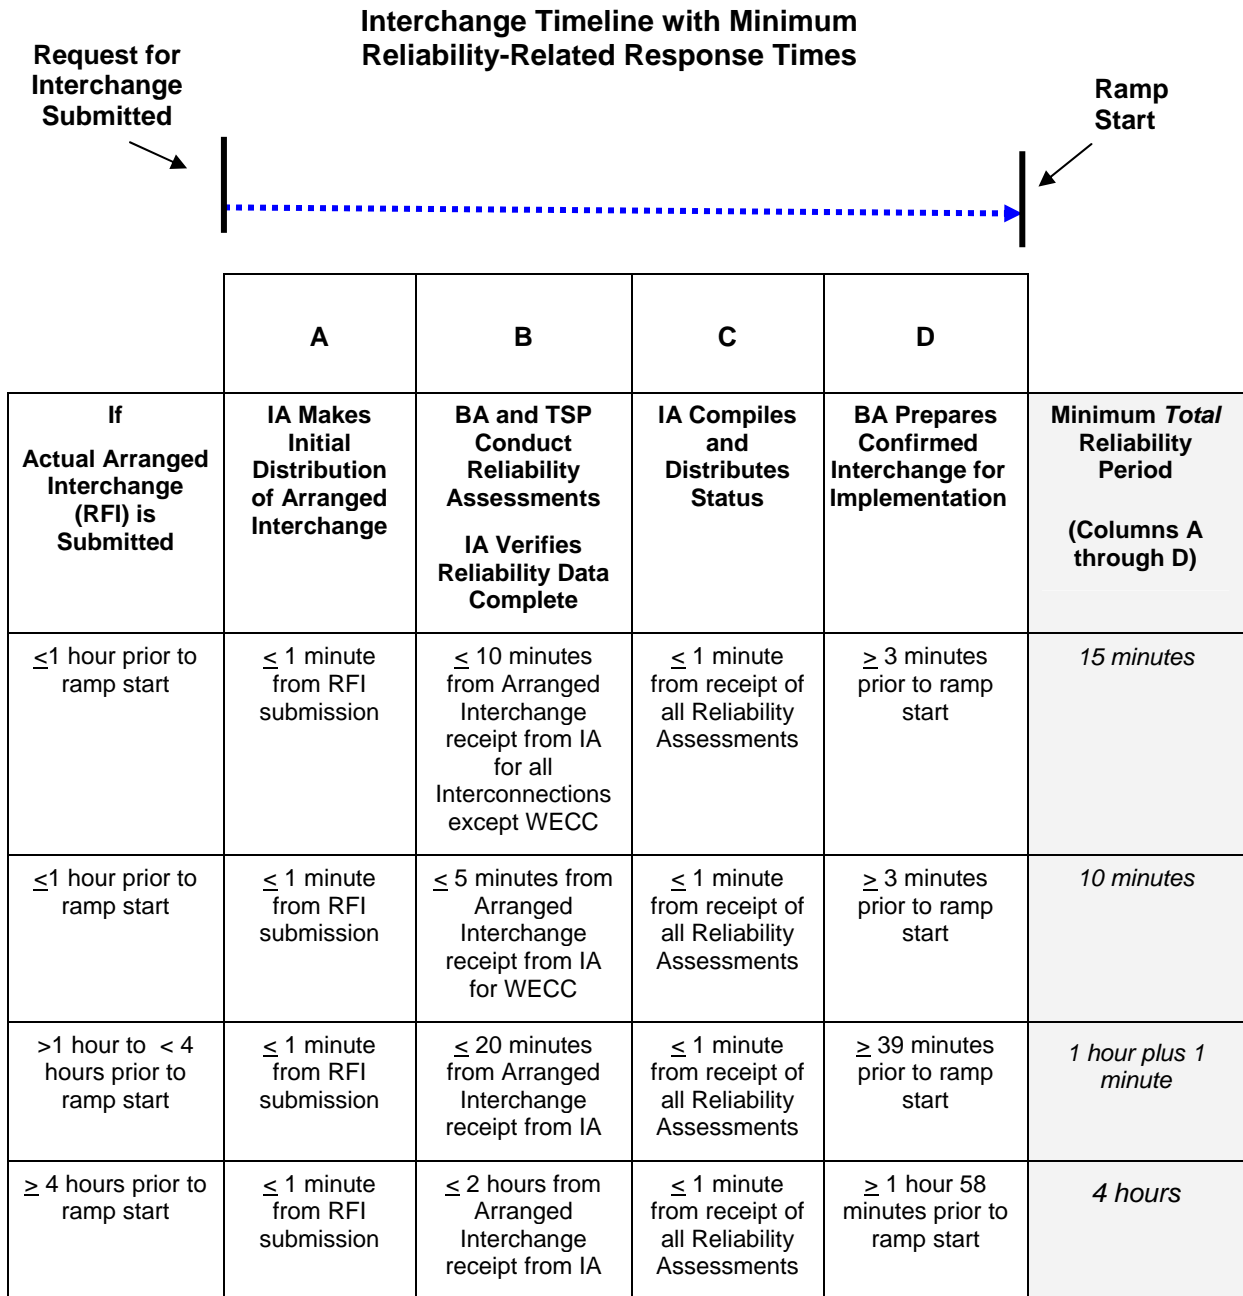 Interchange Timeline with Minimum
Reliability-Related Response Times
Request for
Interchange
Submitted
Ramp
Start
A
B
C
D
If
Actual Arranged
Interchange
(RFI) is
Submitted
IA Makes
Initial
Distribution
of Arranged
Interchange
BA and TSP
Conduct
Reliability
Assessments
IA Verifies
Reliability Data
Complete
IA Compiles
and
Distributes
Status
BA Prepares
Confirmed
Interchange for
Implementation
Minimum Total
Reliability
Period
(Columns A
through D)
≤1 hour prior to
ramp start
≤ 1 minute
from RFI
submission
≤ 10 minutes
from Arranged
Interchange
receipt from IA
for all
Interconnections
except WECC
≤ 1 minute
from receipt of
all Reliability
Assessments
≥ 3 minutes
prior to ramp
start
15 minutes
≤1 hour prior to
ramp start
≤ 1 minute
from RFI
submission
≤ 5 minutes from
Arranged
Interchange
receipt from IA
for WECC
≤ 1 minute
from receipt of
all Reliability
Assessments
≥ 3 minutes
prior to ramp
start
10 minutes
>1 hour to < 4
hours prior to
ramp start
≤ 1 minute
from RFI
submission
≤ 20 minutes
from Arranged
Interchange
receipt from IA
≤ 1 minute
from receipt of
all Reliability
Assessments
≥ 39 minutes
prior to ramp
start
1 hour plus 1
minute
≥ 4 hours prior to
ramp start
≤ 1 minute
from RFI
submission
≤ 2 hours from
Arranged
Interchange
receipt from IA
≤ 1 minute
from receipt of
all Reliability
Assessments
≥ 1 hour 58
minutes prior to
ramp start
4 hours